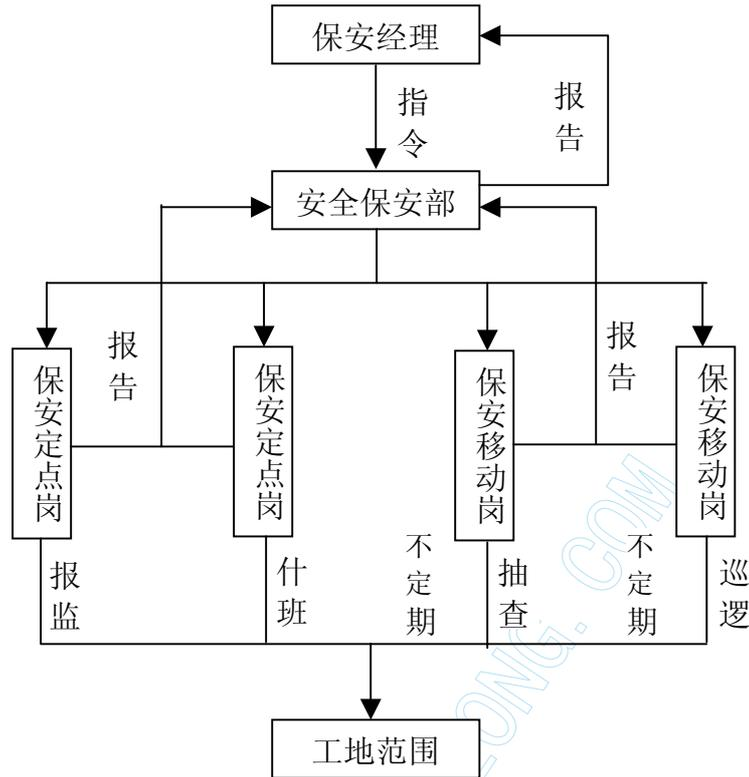 保安经理
指令
报告
安全保安部
报告
报告
保安定点岗
保安定点岗
保安移动岗
保安移动岗
报监
什班
不定期
抽查
不定期
巡逻
工地范围
ONG. COM